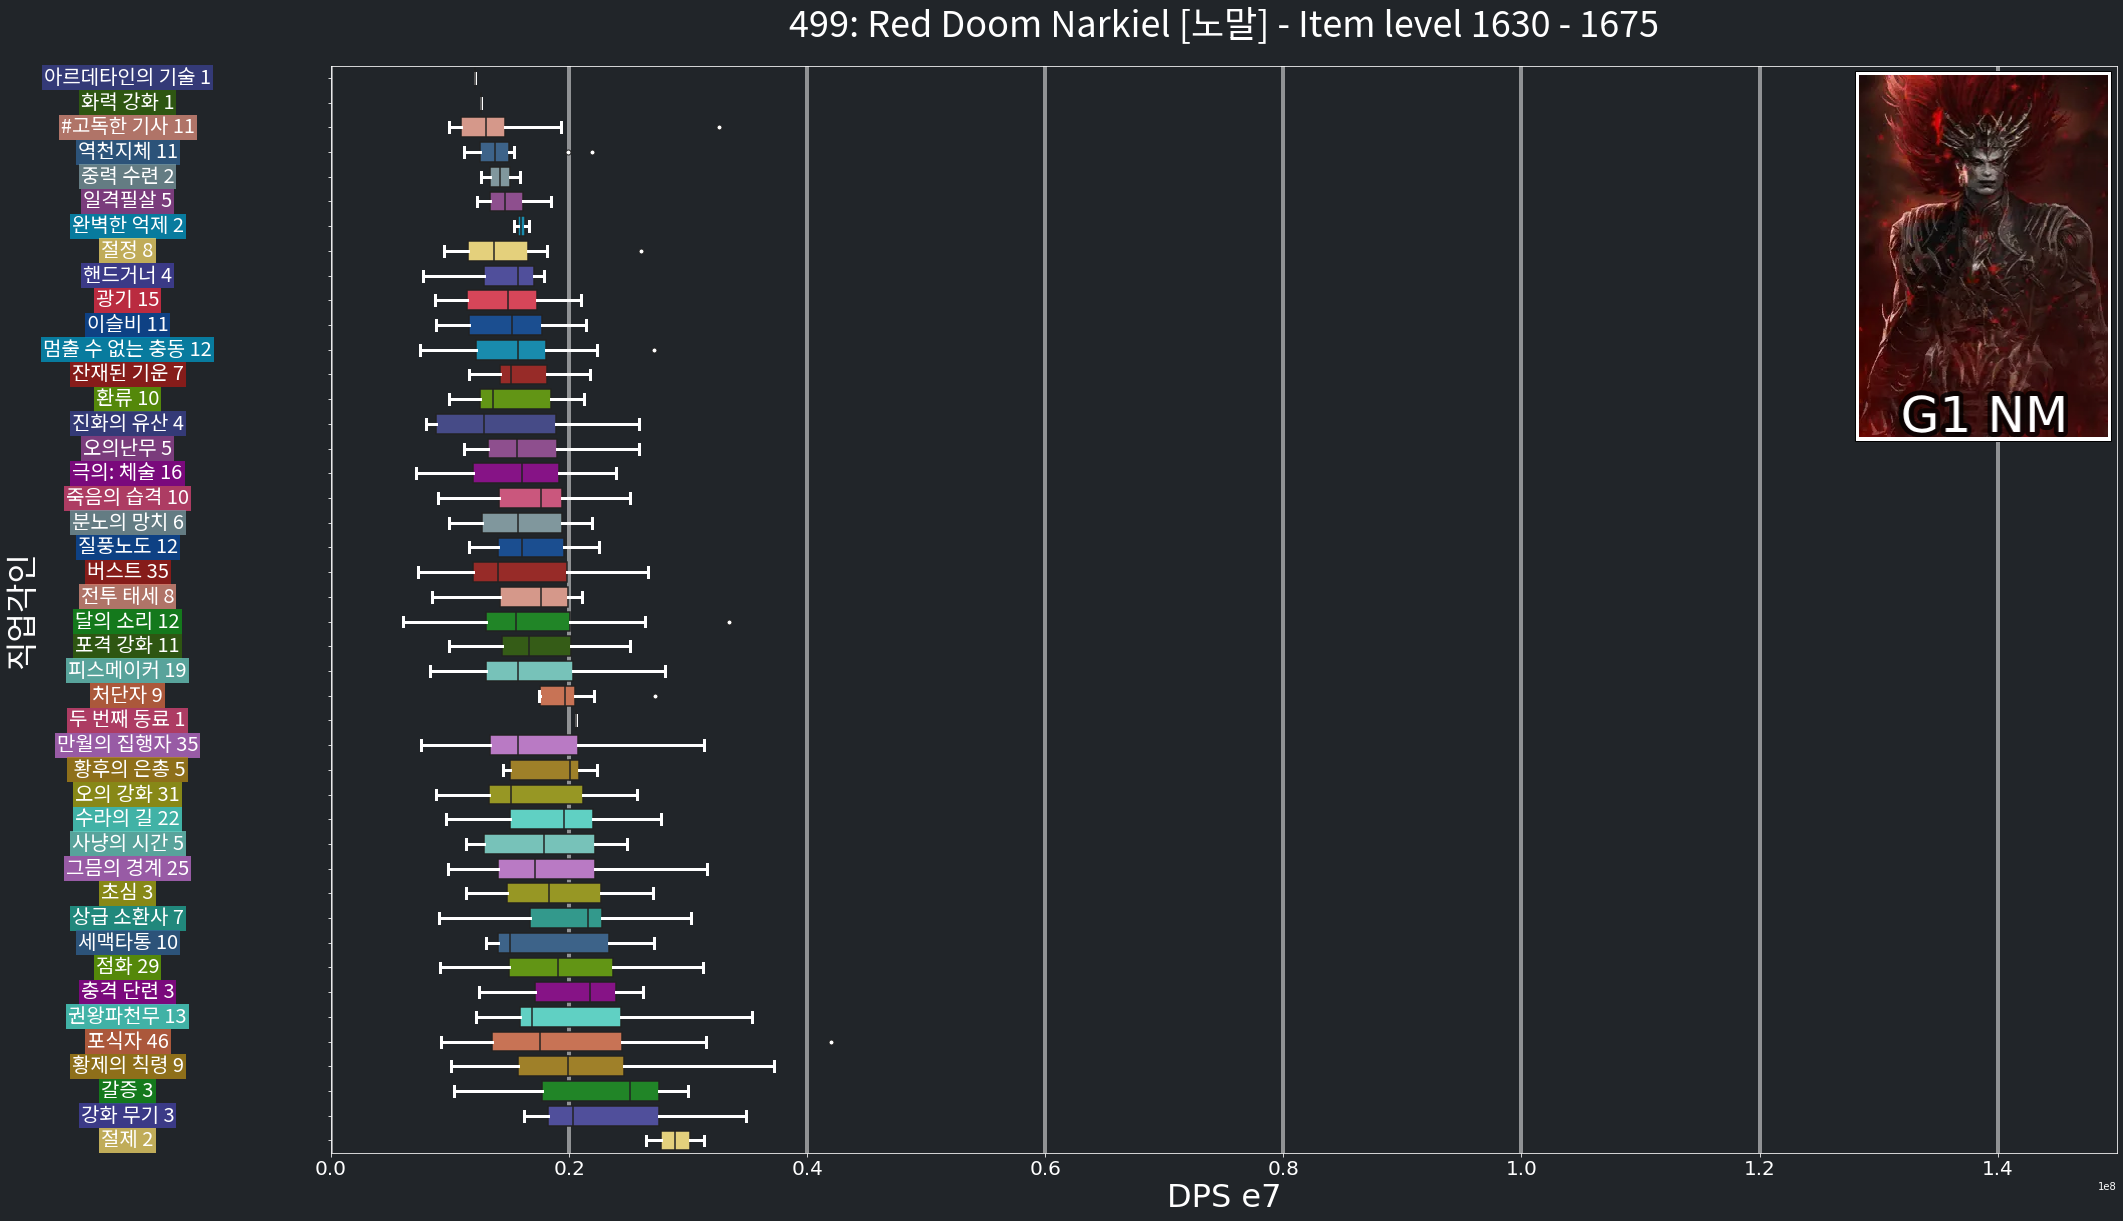 499: Red Doom Narkiel [노말] - Item level 1630 - 1675
아르데타인의 기술 1
화력 강화 1
#고독한 기사 11
역천지체 11
중력 수련 2
일격필살 5
완벽한 억제 2
절정 8
핸드거너 4
광기 15
이슬비 11
멈출 수 없는 충동 12
잔재된 기운 7
환류 10
진화의 유산 4
오의난무 5
극의: 체술 16
죽음의 습격 10
분노의 망치 6
질풍노도 12
버스트 35
전투 태세 8
달의 소리 12
포격 강화 11
피스메이커 19
처단자 9
두 번째 동료 1
만월의 집행자 35
황후의 은총 5
오의 강화 31
수라의 길 22
사냥의 시간 5
그믐의 경계 25
초심 3
상급 소환사 7
세맥타통 10
점화 29
충격 단련 3
권왕파천무 13
포식자 46
황제의 칙령 9
갈증 3
강화 무기 3
절제 2
직업각인
G1 NM
0.0 0.2 0.4 0.6 0.8 1.0 1.2 1.4
1e8
DPS e7